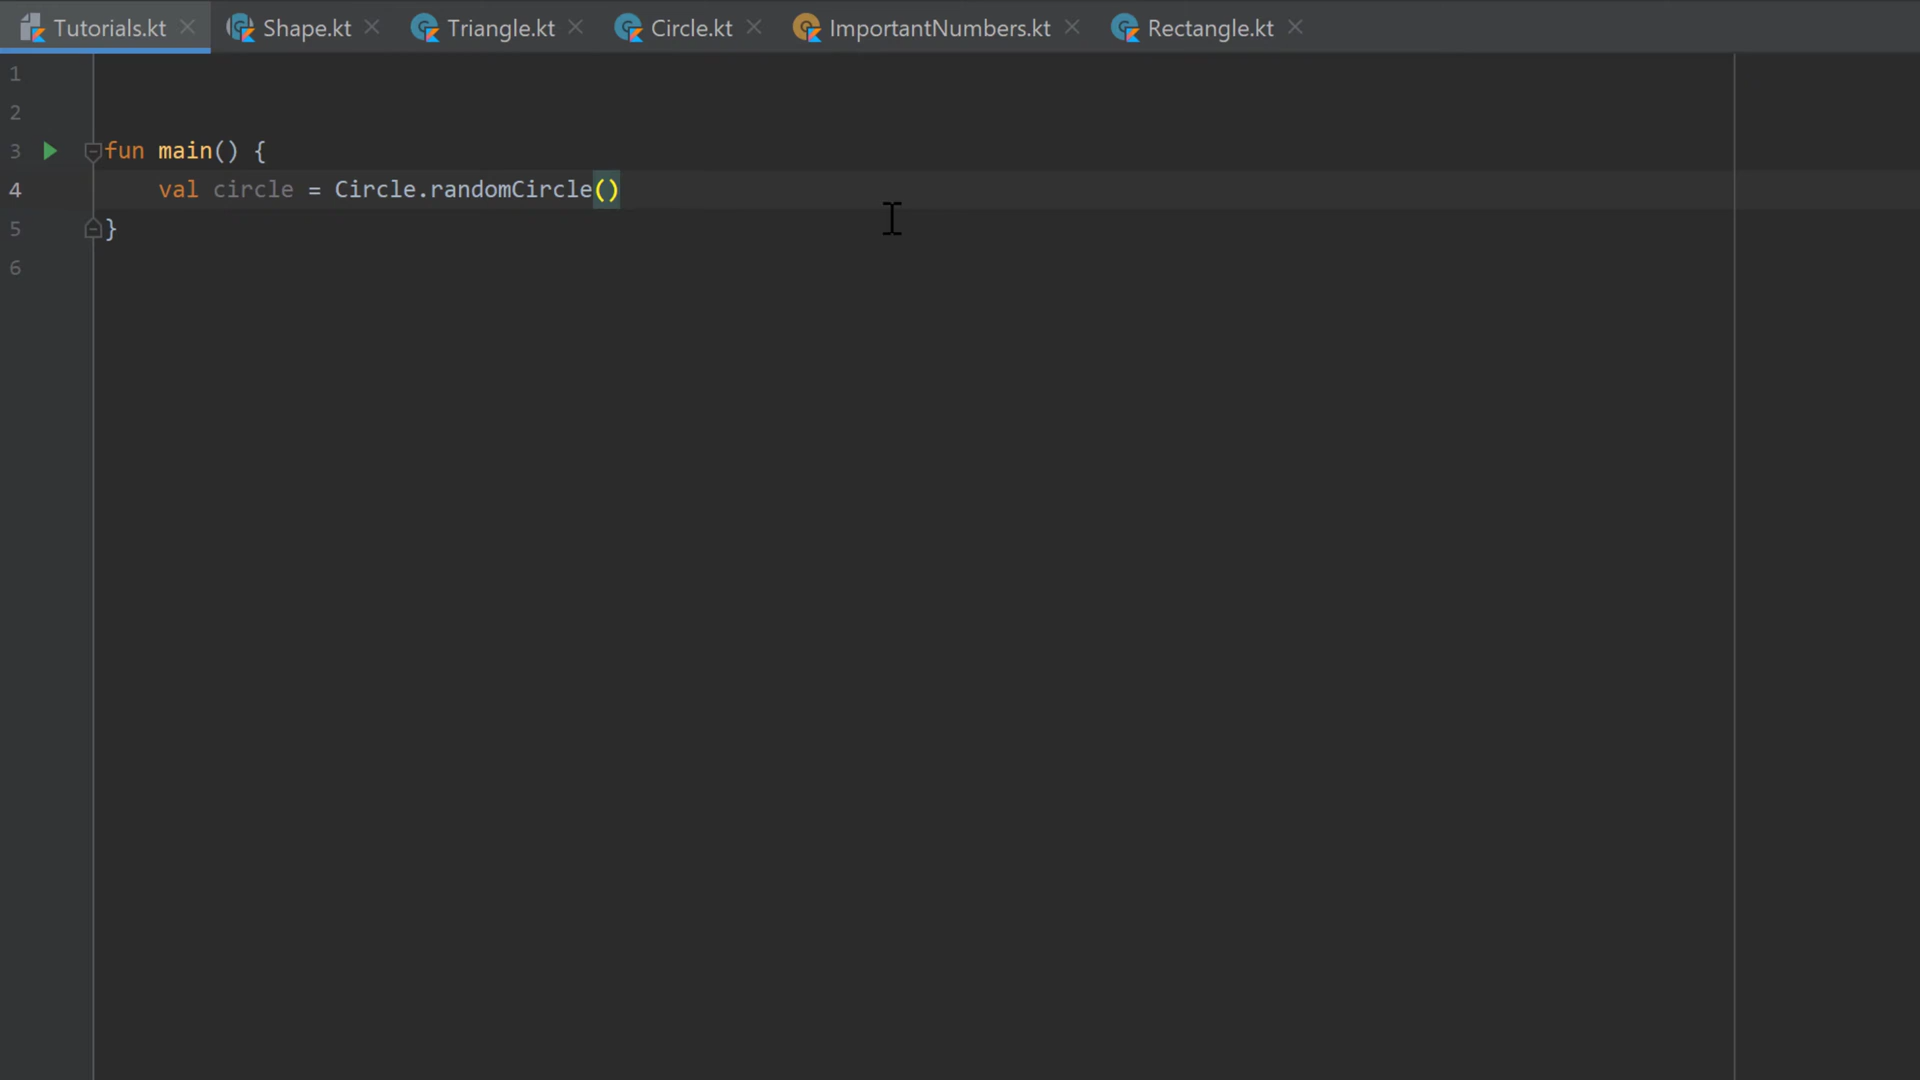 Tutorials.kt Shape.kt Triangle.kt Circle.kt ImportantNumbers.kt Rectangle.kt
1
2
3 fun main() {
4 val circle = Circle.randomCircle()
5 }
6